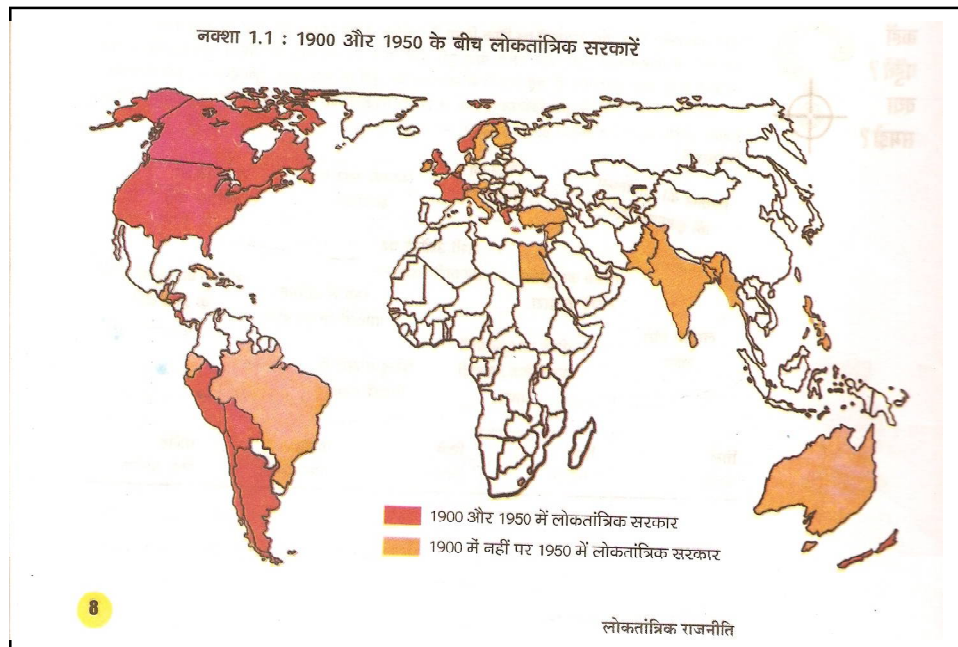 नक्शा 1.1 : 1900 और 1950 के बीच लोकतांत्रिक सरकारें
1900 और 1950 में लोकतांत्रिक सरकार
1900 में नहीं पर 1950 में लोकतांत्रिक सरकार
8
लोकतांत्रिक राजनीति